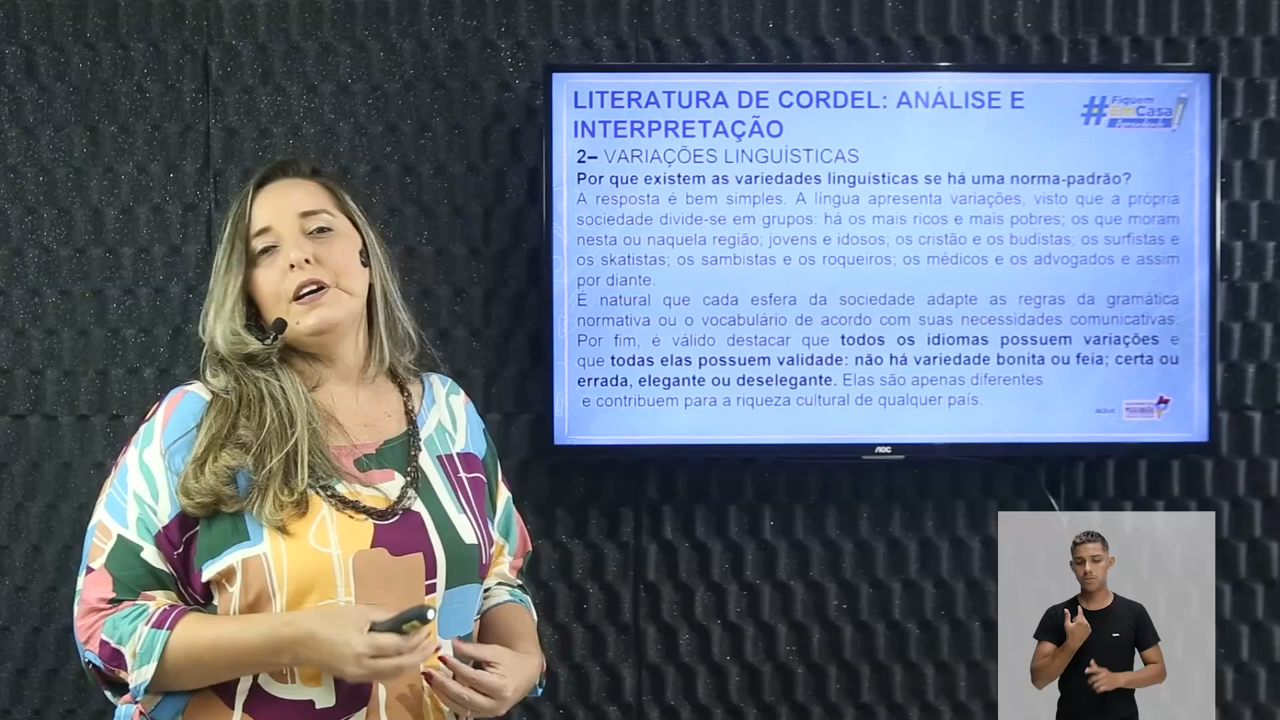 LITERATURA DE CORDEL: ANÁLISE E
INTERPRETAÇÃO
#Fiquem
EmCasa
2– VARIAÇÕES LINGUÍSTICAS
Por que existem as variedades linguísticas se há uma norma-padrão?
A resposta é bem simples. A língua apresenta variações, visto que a própria
sociedade divide-se em grupos: há os mais ricos e mais pobres; os que moram
nesta ou naquela região; jovens e idosos; os cristão e os budistas; os surfistas e
os skatistas; os sambistas e os roqueiros; os médicos e os advogados e assim
por diante.
É natural que cada esfera da sociedade adapte as regras da gramática
normativa ou o vocabulário de acordo com suas necessidades comunicativas.
Por fim, é válido destacar que todos os idiomas possuem variações e
que todas elas possuem validade: não há variedade bonita ou feia; certa ou
errada, elegante ou deselegante. Elas são apenas diferentes
e contribuem para a riqueza cultural de qualquer país.
AOC